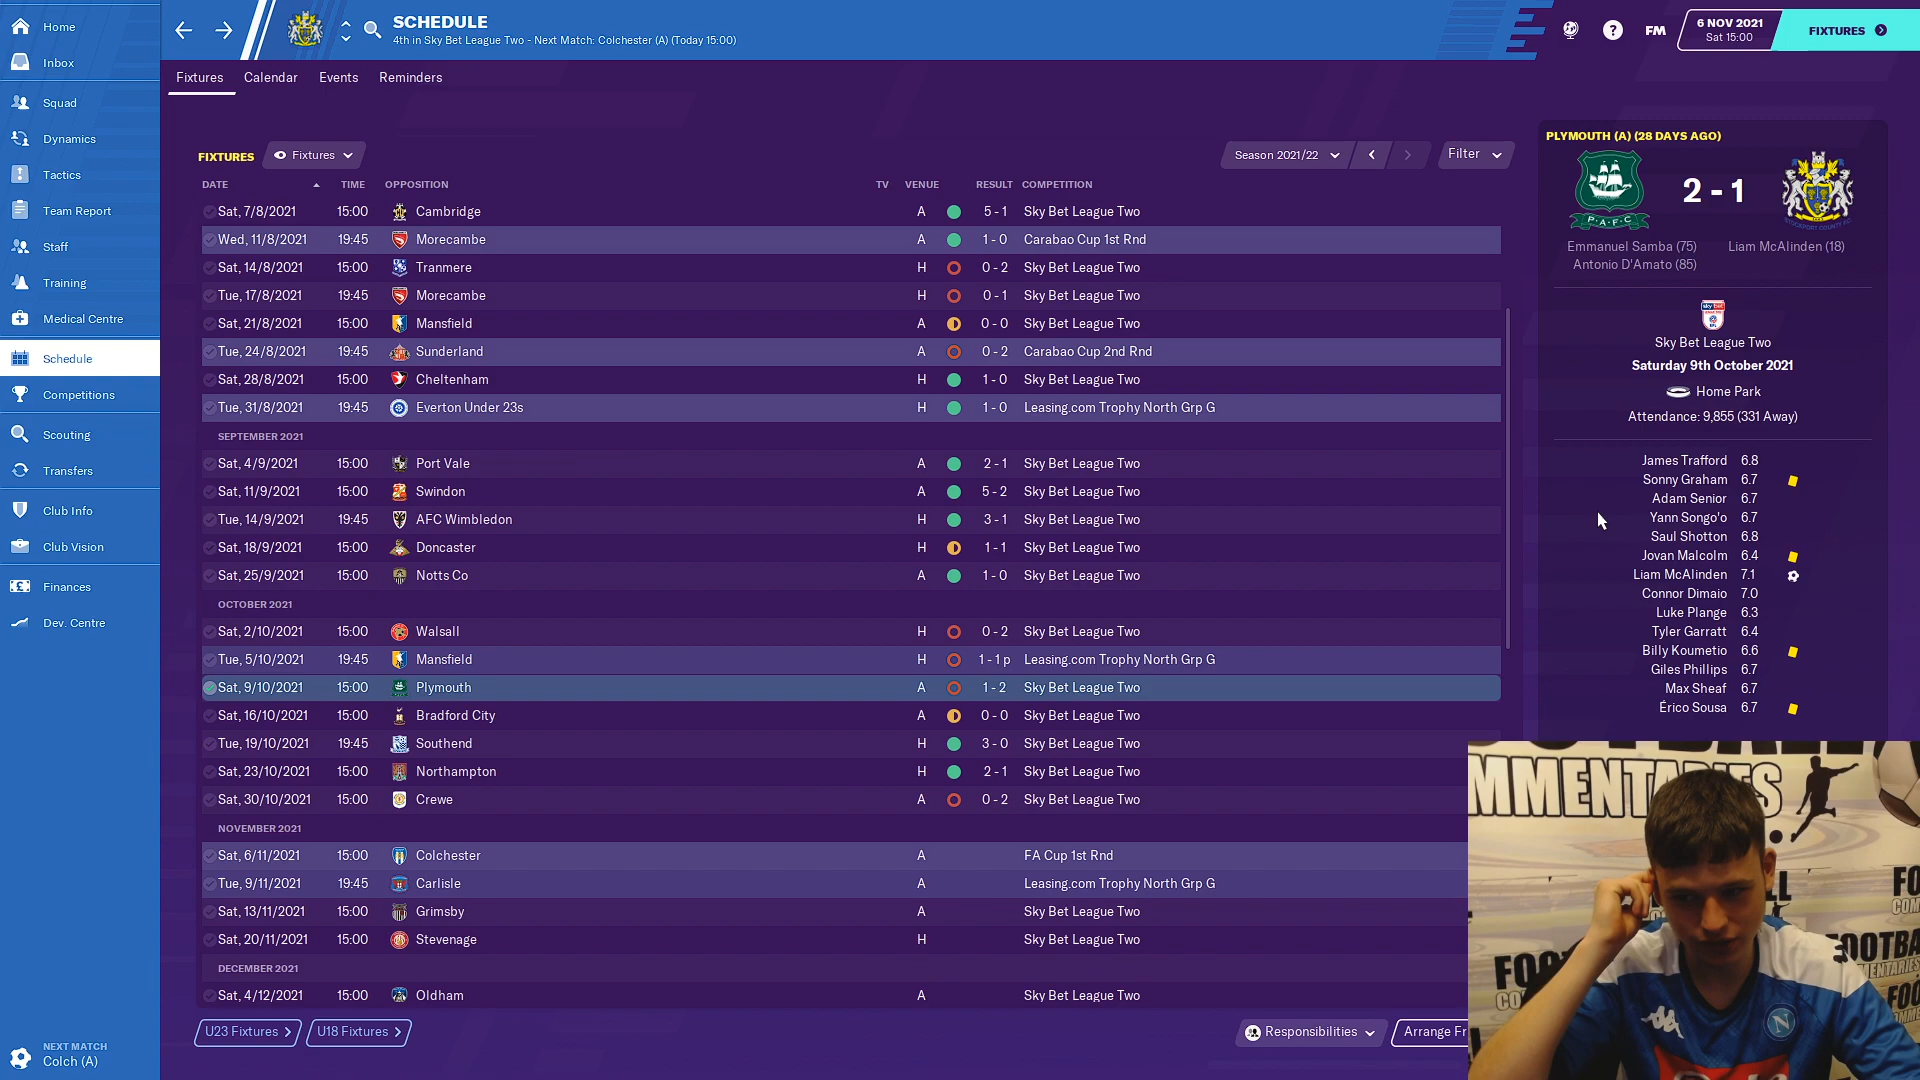 Home
Inbox
Squad
Dynamics
Tactics
Team Report
Staff
Training
Medical Centre
Schedule
Competitions
Scouting
Transfers
Club Info
Club Vision
Finances
Dev. Centre
NEXT MATCH
Colch (A)
SCHEDULE
4th in Sky Bet League Two - Next Match: Colchester (A) (Today 15:00)
FM
6 NOV 2021
Sat 15:00
FIXTURES
Fixtures Calendar Events Reminders
FIXTURES Fixtures Season 2021/22 Filter
DATE TIME OPPOSITION TV VENUE RESULT COMPETITION
Sat, 7/8/2021 15:00 Cambridge A 5 - 1 Sky Bet League Two
Wed, 11/8/2021 19:45 Morecambe A 1 - 0 Carabao Cup 1st Rnd
Sat, 14/8/2021 15:00 Tranmere H 0 - 2 Sky Bet League Two
Tue, 17/8/2021 19:45 Morecambe H 0 - 1 Sky Bet League Two
Sat, 21/8/2021 15:00 Mansfield A 0 - 0 Sky Bet League Two
Tue, 24/8/2021 19:45 Sunderland A 0 - 2 Carabao Cup 2nd Rnd
Sat, 28/8/2021 15:00 Cheltenham H 1 - 0 Sky Bet League Two
Tue, 31/8/2021 19:45 Everton Under 23s H 1 - 0 Leasing.com Trophy North Grp G
SEPTEMBER 2021
Sat, 4/9/2021 15:00 Port Vale A 2 - 1 Sky Bet League Two
Sat, 11/9/2021 15:00 Swindon A 5 - 2 Sky Bet League Two
Tue, 14/9/2021 19:45 AFC Wimbledon H 3 - 1 Sky Bet League Two
Sat, 18/9/2021 15:00 Doncaster H 1 - 1 Sky Bet League Two
Sat, 25/9/2021 15:00 Notts Co A 1 - 0 Sky Bet League Two
OCTOBER 2021
Sat, 2/10/2021 15:00 Walsall H 0 - 2 Sky Bet League Two
Tue, 5/10/2021 19:45 Mansfield H 1 - 1 p Leasing.com Trophy North Grp G
Sat, 9/10/2021 15:00 Plymouth A 1 - 2 Sky Bet League Two
Sat, 16/10/2021 15:00 Bradford City A 0 - 0 Sky Bet League Two
Tue, 19/10/2021 19:45 Southend H 3 - 0 Sky Bet League Two
Sat, 23/10/2021 15:00 Northampton H 2 - 1 Sky Bet League Two
Sat, 30/10/2021 15:00 Crewe A 0 - 2 Sky Bet League Two
NOVEMBER 2021
Sat, 6/11/2021 15:00 Colchester A FA Cup 1st Rnd
Tue, 9/11/2021 19:45 Carlisle A Leasing.com Trophy North Grp G
Sat, 13/11/2021 15:00 Grimsby A Sky Bet League Two
Sat, 20/11/2021 15:00 Stevenage H Sky Bet League Two
DECEMBER 2021
Sat, 4/12/2021 15:00 Oldham A Sky Bet League Two
U23 Fixtures U18 Fixtures Responsibilities Arrange Fr
PLYMOUTH (A) (28 DAYS AGO)
P.A.F.C
2 - 1
Emmanuel Samba (75) Liam McAlinden (18)
Antonio D'Amato (85)
sky bet
EFL
Sky Bet League Two
Saturday 9th October 2021
Home Park
Attendance: 9,855 (331 Away)
James Trafford 6.8
Sonny Graham 6.7
Adam Senior 6.7
Yann Songo'o 6.7
Saul Shotton 6.8
Jovan Malcolm 6.4
Liam McAlinden 7.1
Connor Dimaio 7.0
Luke Plange 6.3
Tyler Garratt 6.4
Billy Koumetio 6.6
Giles Phillips 6.7
Max Sheaf 6.7
Érico Sousa 6.7
MMENTARIES
FO
COM
FOOTBA
MMENTARIES
FOO
CO
Kappa
N